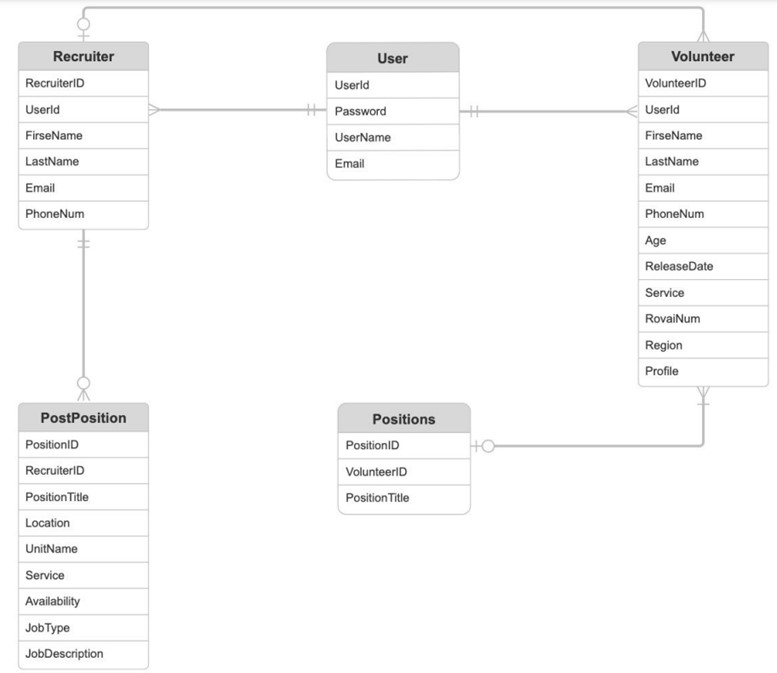 Recruiter
RecruiterID
UserId
FirseName
LastName
Email
PhoneNum
User
UserId
Password
UserName
Email
Volunteer
VolunteerID
UserId
FirseName
LastName
Email
PhoneNum
Age
ReleaseDate
Service
RovaiNum
Region
Profile
PostPosition
PositionID
RecruiterID
PositionTitle
Location
UnitName
Service
Availability
JobType
JobDescription
Positions
PositionID
VolunteerID
PositionTitle